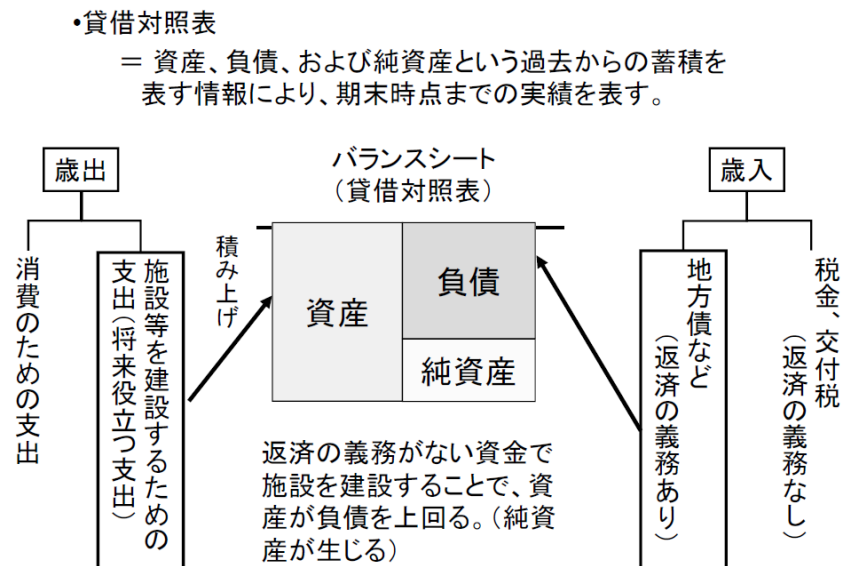 •貸借対照表
＝ 資産、負債、および純資産という過去からの蓄積を
表す情報により、期末時点までの実績を表す。
歳出
バランスシート
（貸借対照表）
歳入
消費のための支出
施設等を建設するための
支出（将来役立つ支出）
積み上げ
資産
負債
純資産
地方債など
（返済の義務あり）
税金、交付税
（返済の義務なし）
返済の義務がない資金で
施設を建設することで、資
産が負債を上回る。（純資
産が生じる）